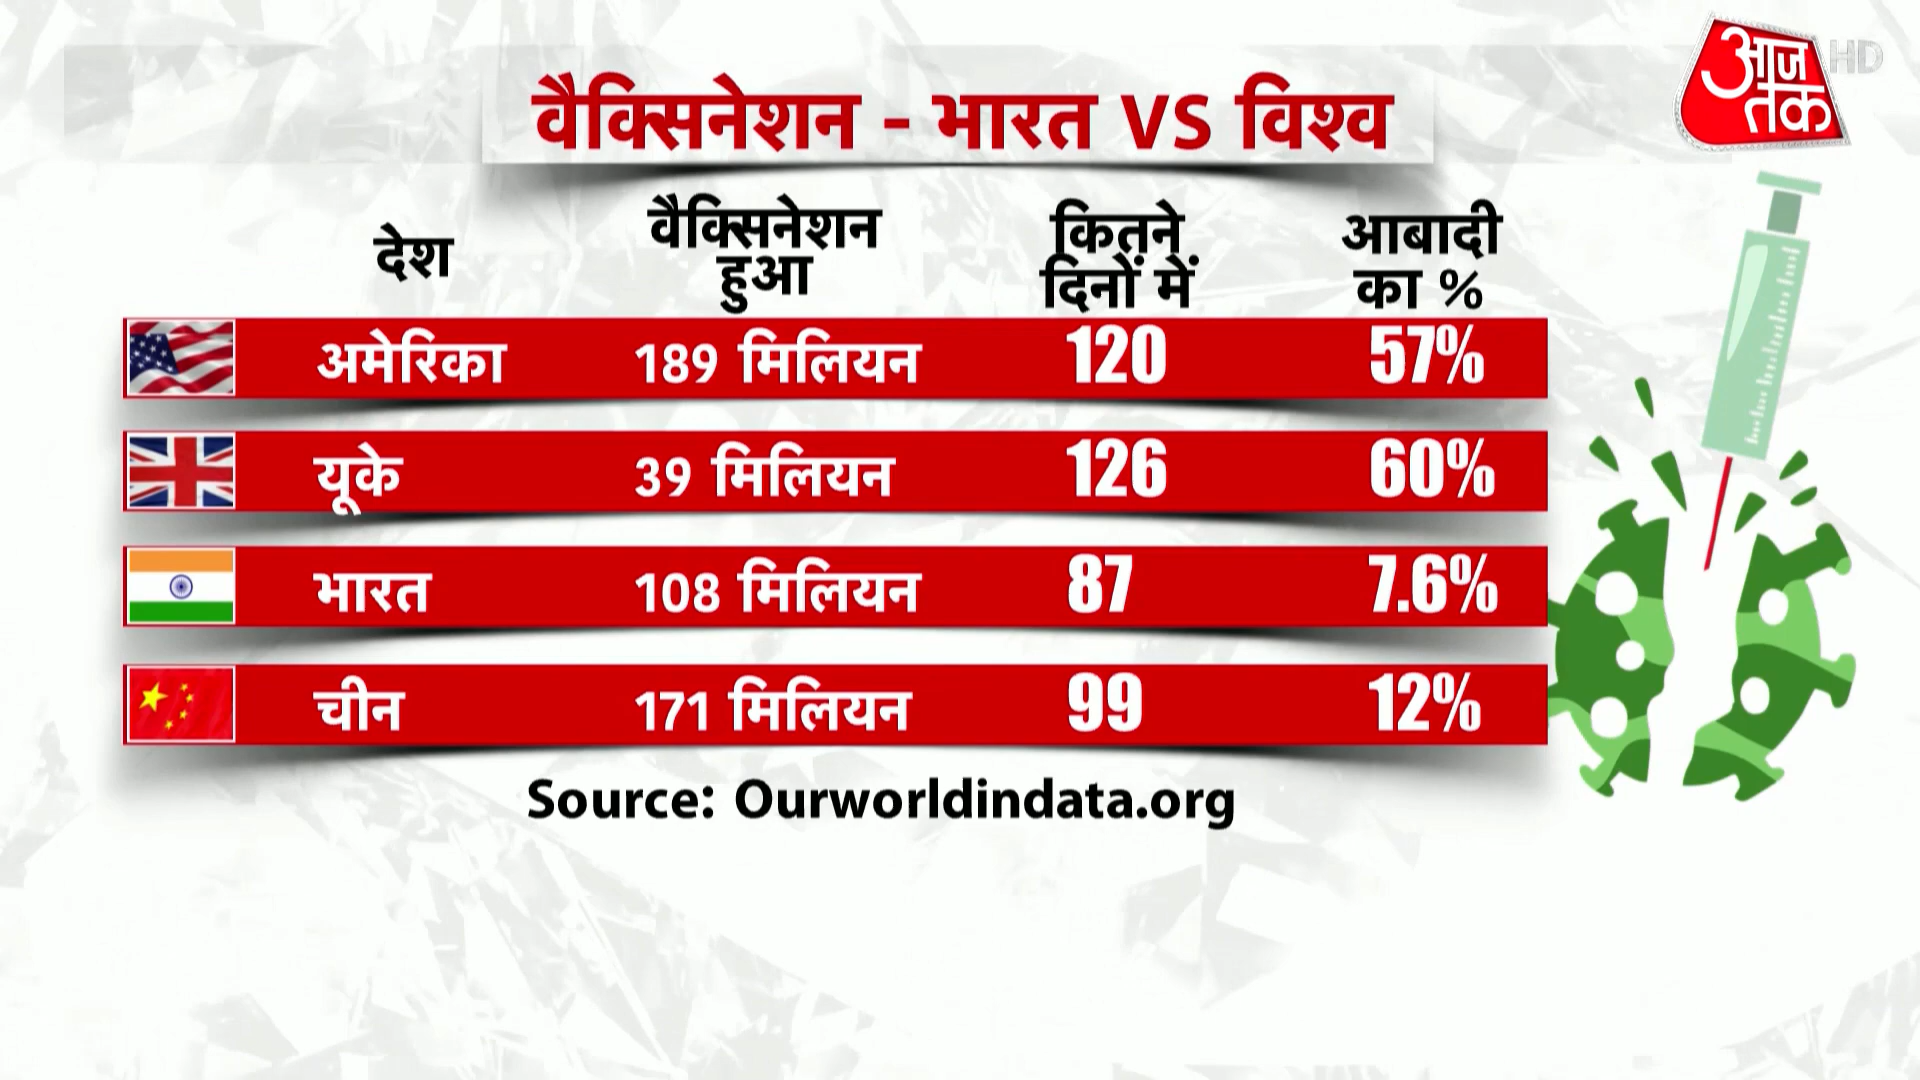 आज
तक
HD
वैक्सिनेशन - भारत VS विश्व
देश
वैक्सिनेशन
हुआ
कितने
दिनों में
आबादी
का %
अमेरिका 189 मिलियन 120 57%
यूके 39 मिलियन 126 60%
भारत 108 मिलियन 87 7.6%
चीन 171 मिलियन 99 12%
Source: Ourworldindata.org